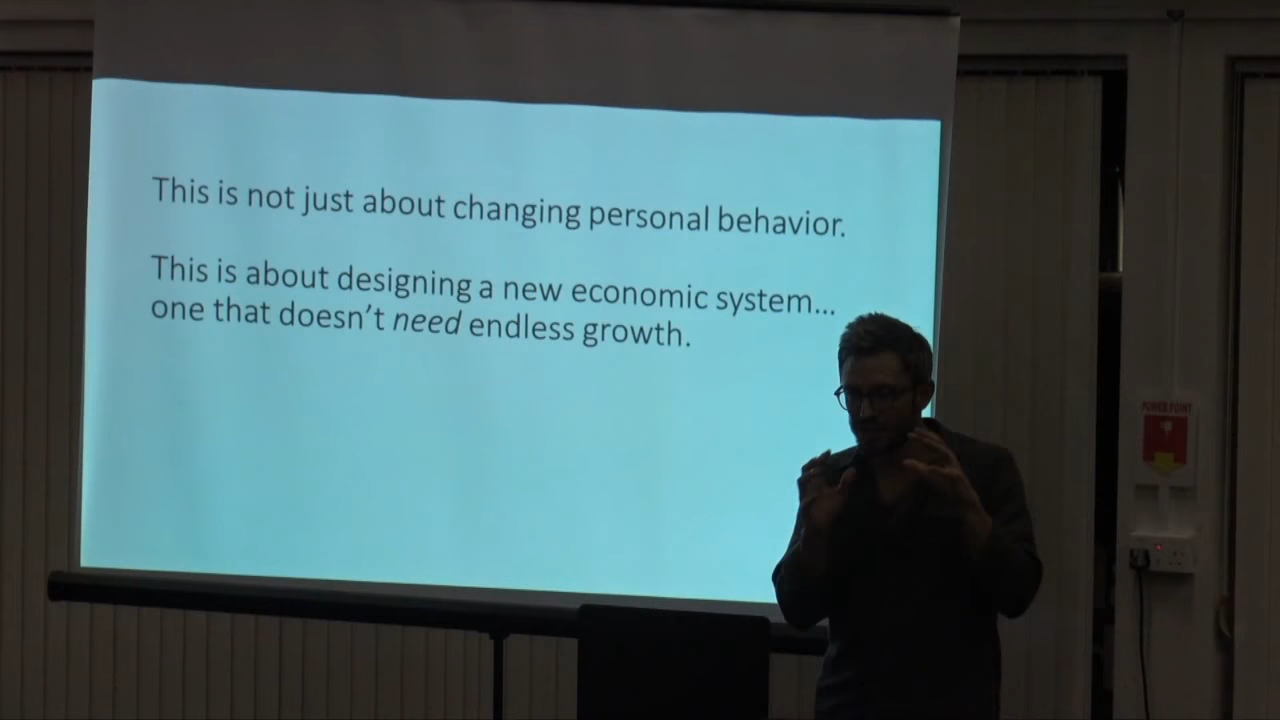 This is not just about changing personal behavior.
This is about designing a new economic system...
one that doesn't need endless growth.
POWER POINT